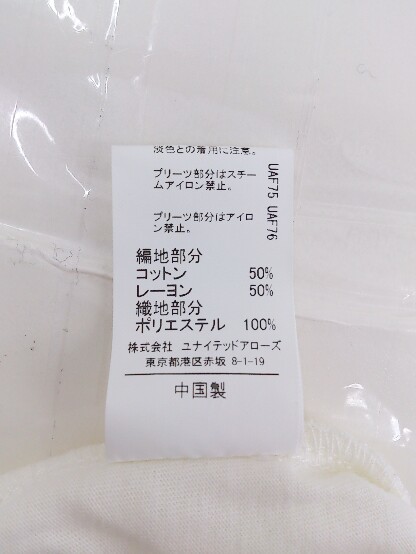 淡色との着用に注意。
プリーツ部分はスチー
ムアイロン禁止。
プリーツ部分はアイロ
ン禁止。
UAF75 UAF76
編地部分
コットン 50%
レーヨン 50%
織地部分
ポリエステル 100%
株式会社 ユナイテッドアローズ
東京都港区赤坂 8-1-19
中国製